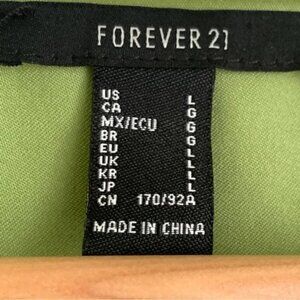 FOREVER 21
US L
CA G
MX/ECU G
BR G
EU L
UK L
KR L
JP L
CN 170/92A
MADE IN CHINA